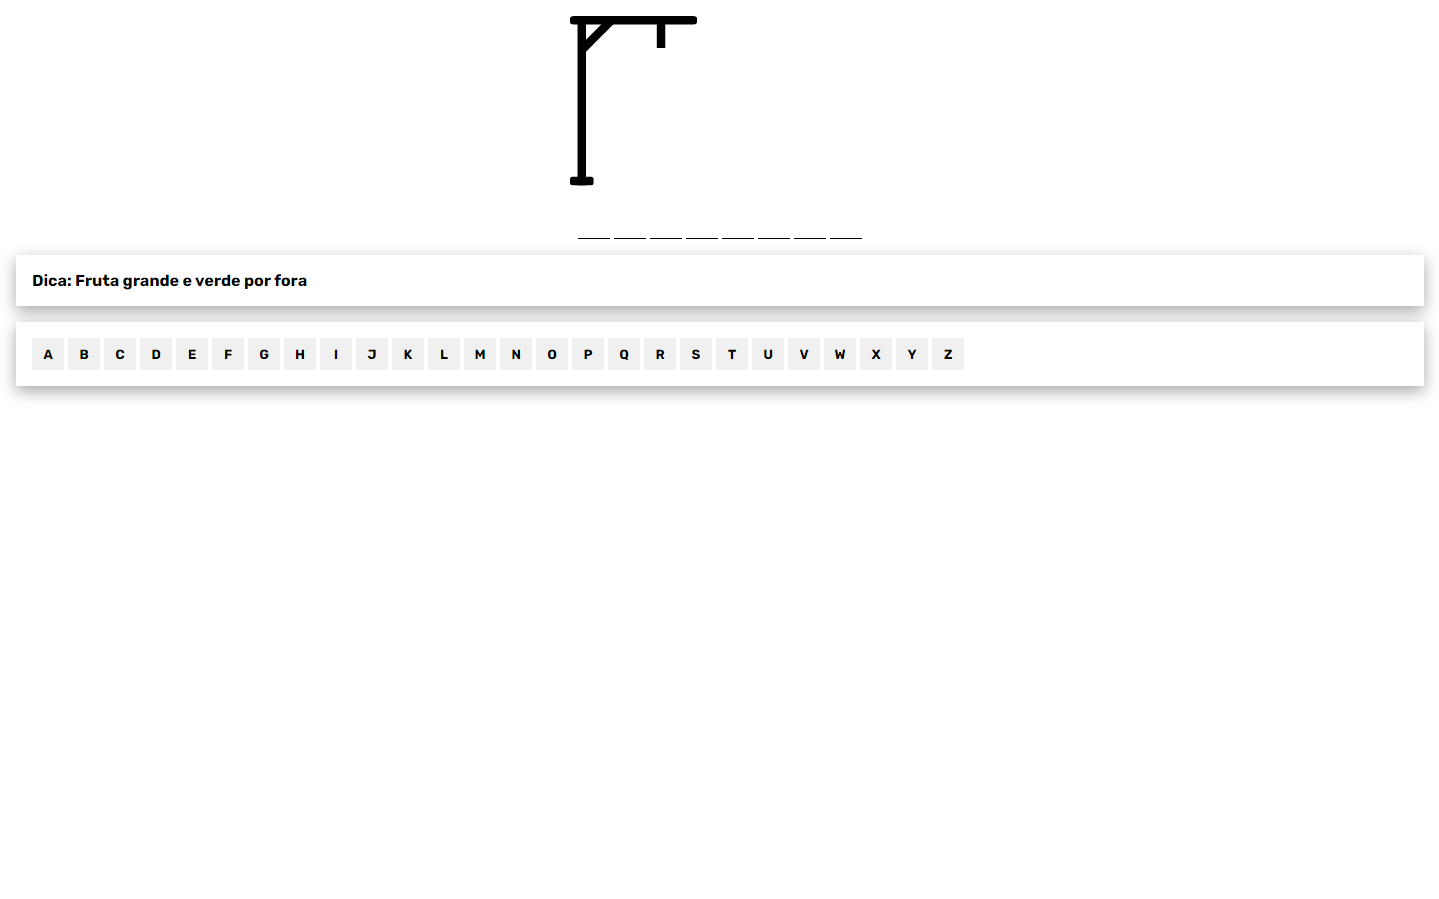 Dica: Fruta grande e verde por fora
A B C D E F G H I J K L M N O P Q R S T U V W X Y Z